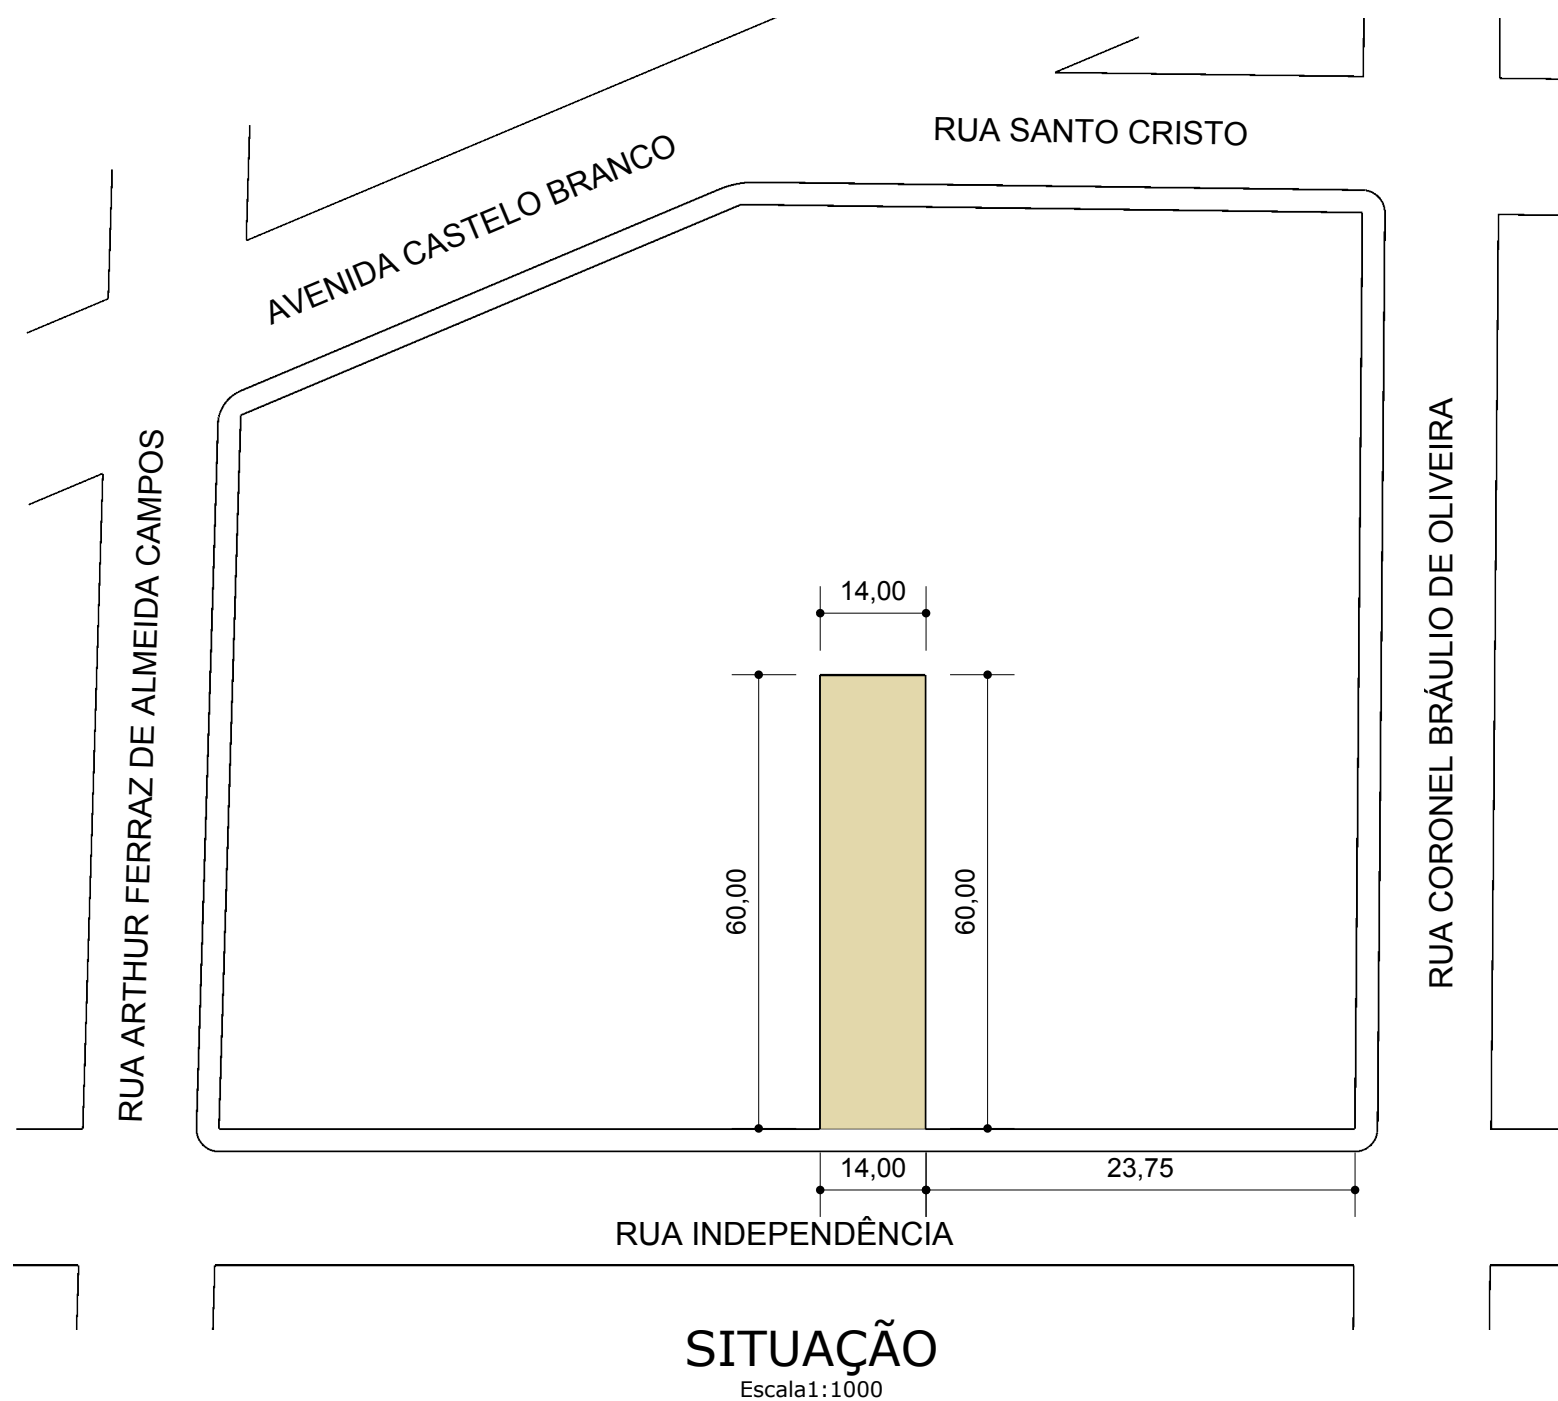 RUA SANTO CRISTO
AVENIDA CASTELO BRANCO
RUA ARTHUR FERRAZ DE ALMEIDA CAMPOS
RUA CORONEL BRÁULIO DE OLIVEIRA
14,00
60,00
60,00
14,00
23,75
RUA INDEPENDÊNCIA
SITUAÇÃO
Escala1:1000